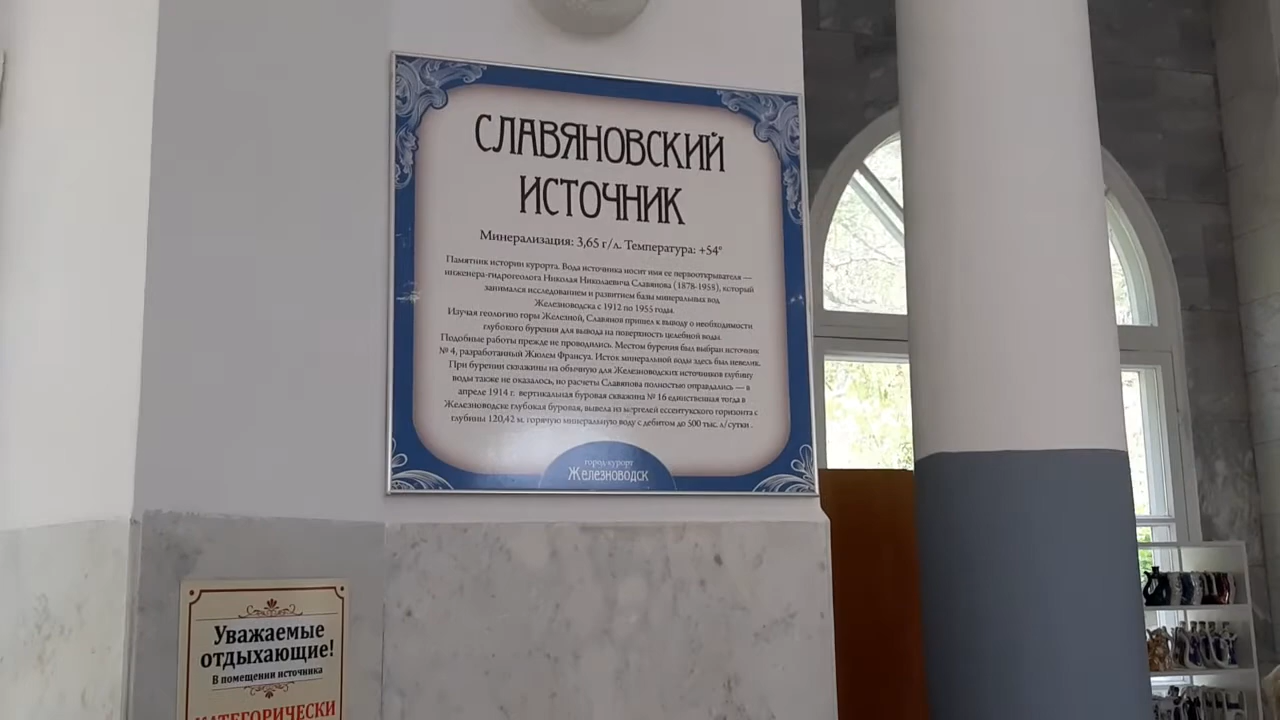 СЛАВЯНОВСКИЙ
ИСТОЧНИК
Минерализация: 3,65 г/л. Температура: +54°
Памятник истории курорта. Вода источника носит имя ее первооткрывателя —
инженера-гидрогеолога Николая Николаевича Славянова (1878-1958), который
занимался исследованием и развитием базы минеральных вод
Железноводска с 1912 по 1955 годы.
Изучая геологию горы Железной, Славянов пришел к выводу о необходимости
глубокого бурения для вывода на поверхность целебной воды.
Подобные работы прежде не проводились. Местом бурения был выбран источник
№ 4, разработанный Жюлем Франсуа. Исток минеральной воды здесь был невелик.
При бурении скважины на обычную для Железноводских источников глубину
воды также не оказалось, но расчеты Славянова полностью оправдались — в
апреле 1914 г. вертикальная буровая скважина № 16 единственная тогда в
Железноводске глубокая буровая, вывела из мергелей ессентукского горизонта с
глубины 120,42 м. горячую минеральную воду с дебитом до 500 тыс. л/сутки .
город курорт
Железноводск
Уважаемые
отдыхающие!
В помещении источника
КАТЕГОРИЧЕСКИ